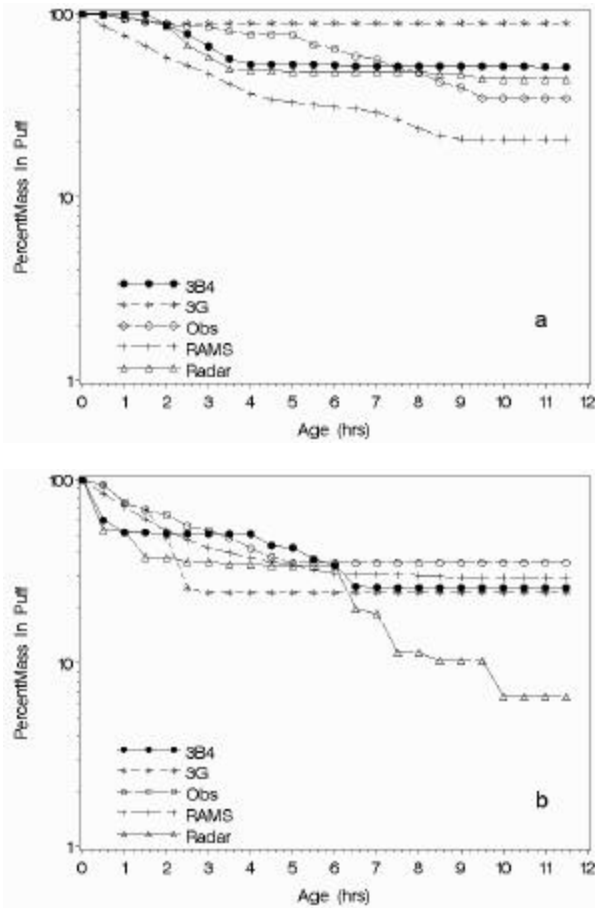 100
10
1
PercentMass In Puff
3B4
3G
Obs
RAMS
Radar
a
0 1 2 3 4 5 6 7 8 9 10 11 12
Age (hrs)
100
10
1
PercentMass In Puff
3B4
3G
Obs
RAMS
Radar
b
0 1 2 3 4 5 6 7 8 9 10 11 12
Age (hrs)